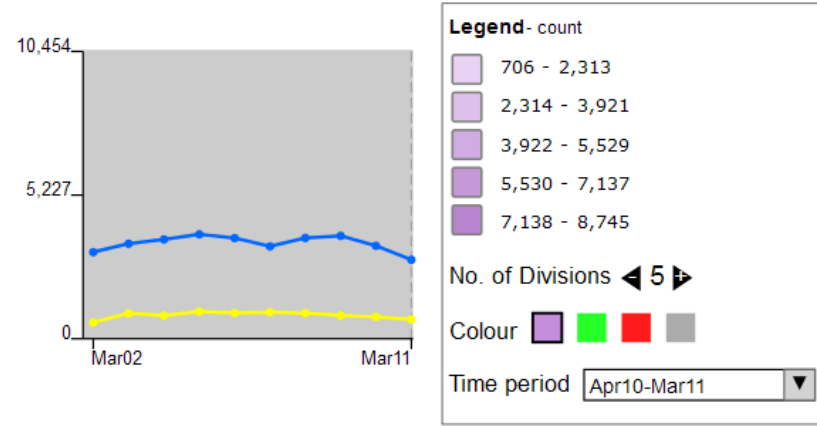 10,454
5,227
0
Mar02 Mar11
Legend- count
706 - 2,313
2,314 - 3,921
3,922 - 5,529
5,530 - 7,137
7,138 - 8,745
No. of Divisions - 5 +
Colour
Time period Apr10-Mar11 ▼